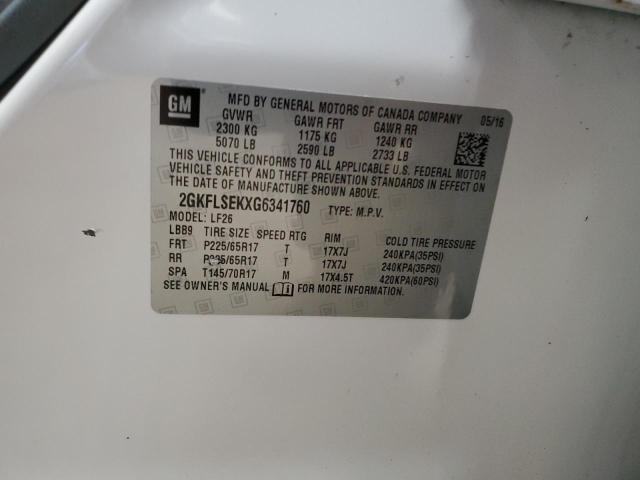 GM MFD BY GENERAL MOTORS OF CANADA COMPANY 05/16
GVWR GAWR FRT GAWR RR
2300 KG 1175 KG 1240 KG
5070 LB 2590 LB 2733 LB
THIS VEHICLE CONFORMS TO ALL APPLICABLE U.S. FEDERAL MOTOR
VEHICLE SAFETY AND THEFT PREVENTION STANDARDS IN EFFECT ON
DATE OF MANUFACTURE SHOWN ABOVE.
2GKFLSEKXG6341760 TYPE: M.P.V.
MODEL: LF26
LBB9 TIRE SIZE SPEED RTG RIM COLD TIRE PRESSURE
FRT P225/65R17 T 17X7J 240KPA(35PSI)
RR P225/65R17 T 17X7J 240KPA(35PSI)
SPA T145/70R17 M 17X4.5T 420KPA(60PSI)
SEE OWNER'S MANUAL FOR MORE INFORMATION.